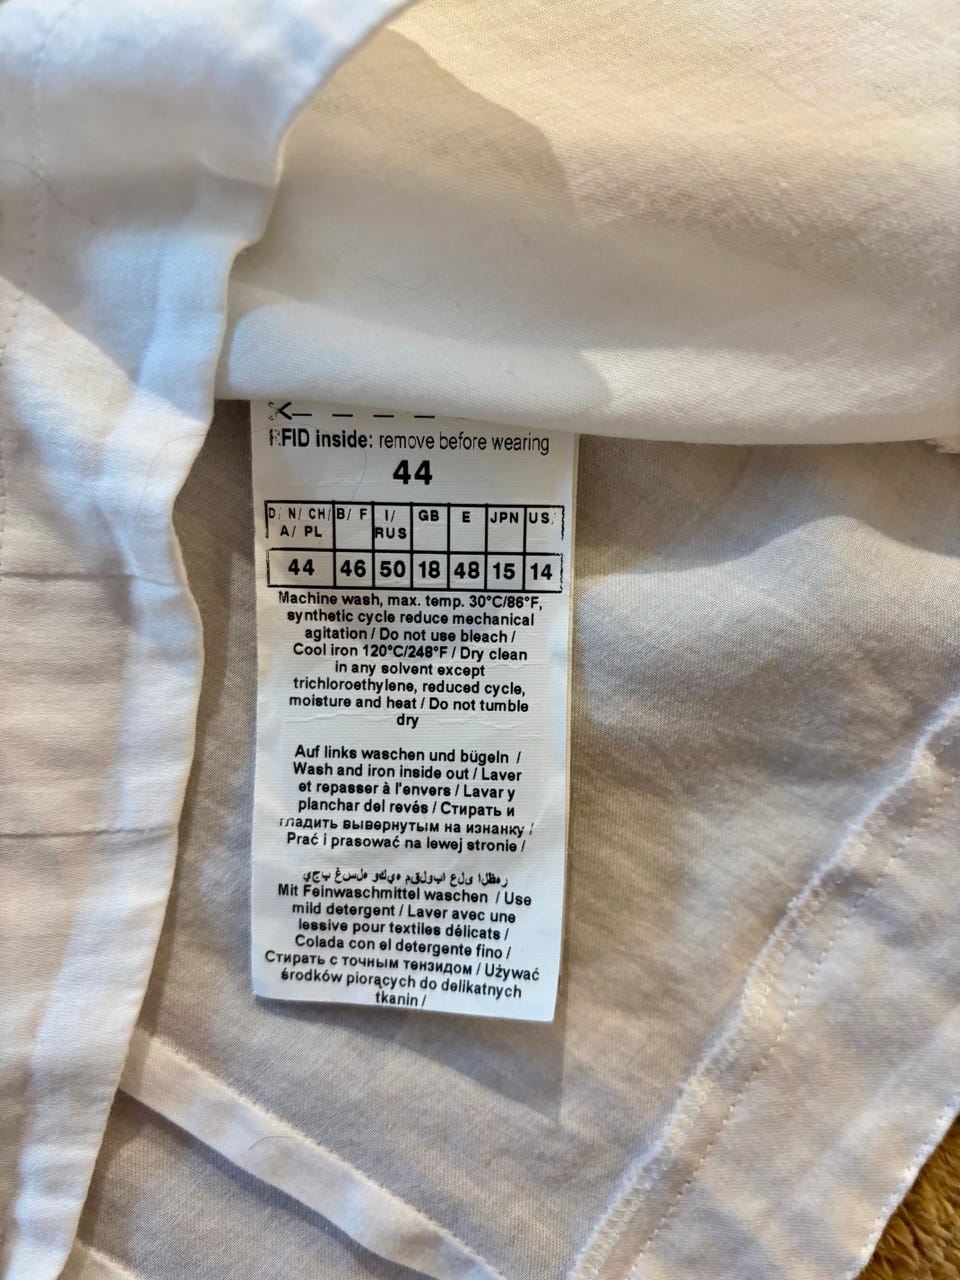 RFID inside: remove before wearing
44
D/ N/ CH/ B/ F I/ GB E JPN US/
A/ PL RUS
44 46 50 18 48 15 14
Machine wash, max. temp. 30°C/86°F,
synthetic cycle reduce mechanical
agitation / Do not use bleach /
Cool iron 120°C/248°F / Dry clean
in any solvent except
trichloroethylene, reduced cycle,
moisture and heat / Do not tumble
dry
Auf links waschen und bügeln /
Wash and iron inside out / Laver
et repasser à l'envers / Lavar y
planchar del revés / Стирать и
гладить вывернутым на изнанку /
Prać i prasować na lewej stronie /
Mit Feinwaschmittel waschen / Use
mild detergent / Laver avec une
lessive pour textiles délicats /
Colada con el detergente fino /
Стирать с точным тензидом / Używać
środków piorących do delikatnych
tkanin /